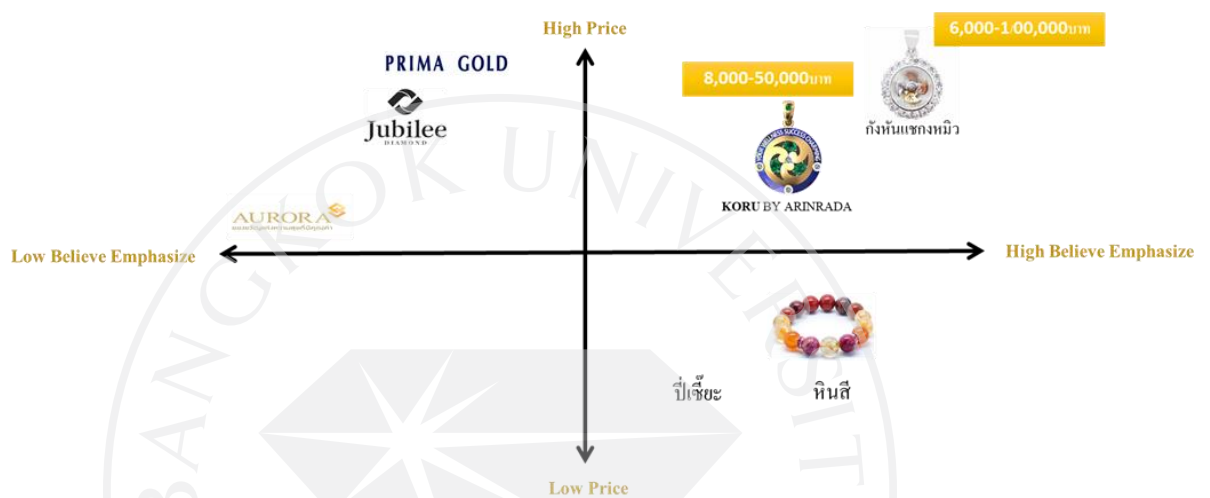 High Price
6,000-1/00,000บาท
PRIMA GOLD
8,000-50,000บาท
Jubilee
DIAMOND
กังหันแชกงหมิว
KORU BY ARINRADA
AURORA
Low Believe Emphasize
High Believe Emphasize
ปี่เซี๊ยะ
หินสี
Low Price
BANGKOK UNIVERSIT